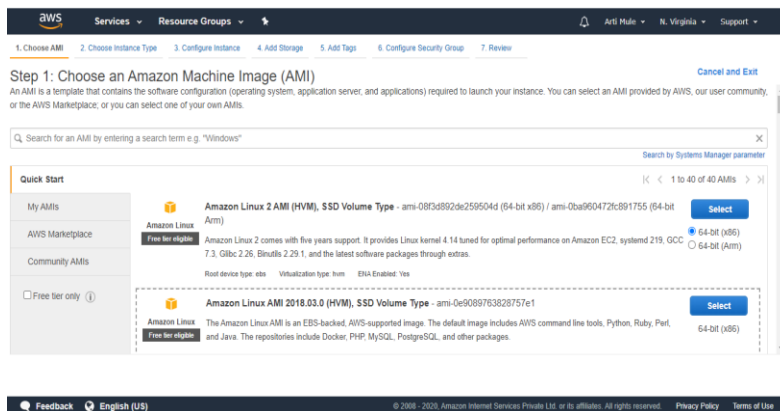 aws Services Resource Groups Arti Mule N. Virginia Support
1. Choose AMI 2. Choose Instance Type 3. Configure Instance 4. Add Storage 5. Add Tags 6. Configure Security Group 7. Review
Step 1: Choose an Amazon Machine Image (AMI) Cancel and Exit
An AMI is a template that contains the software configuration (operating system, application server, and applications) required to launch your instance. You can select an AMI provided by AWS, our user community,
or the AWS Marketplace; or you can select one of your own AMIs.
Search for an AMI by entering a search term e.g. "Windows"
Search by Systems Manager parameter
Quick Start 1 to 40 of 40 AMIs
My AMIs
AWS Marketplace
Community AMIs
Free tier only
Amazon Linux
Free tier eligible
Amazon Linux 2 AMI (HVM), SSD Volume Type - ami-08f3d892de259504d (64-bit x86) / ami-0ba960472fc891755 (64-bit
Arm)
Amazon Linux 2 comes with five years support. It provides Linux kernel 4.14 tuned for optimal performance on Amazon EC2, systemd 219, GCC
7.3, Glibc 2.26, Binutils 2.29.1, and the latest software packages through extras.
Root device type: ebs Virtualization type: hvm ENA Enabled: Yes
Select
64-bit (x86)
64-bit (Arm)
Amazon Linux
Free tier eligible
Amazon Linux AMI 2018.03.0 (HVM), SSD Volume Type - ami-0e9089763828757e1
The Amazon Linux AMI is an EBS-backed, AWS-supported image. The default image includes AWS command line tools, Python, Ruby, Perl,
and Java. The repositories include Docker, PHP, MySQL, PostgreSQL, and other packages.
Select
64-bit (x86)
Feedback English (US) © 2008 - 2020, Amazon Internet Services Private Ltd. or its affiliates. All rights reserved. Privacy Policy Terms of Use